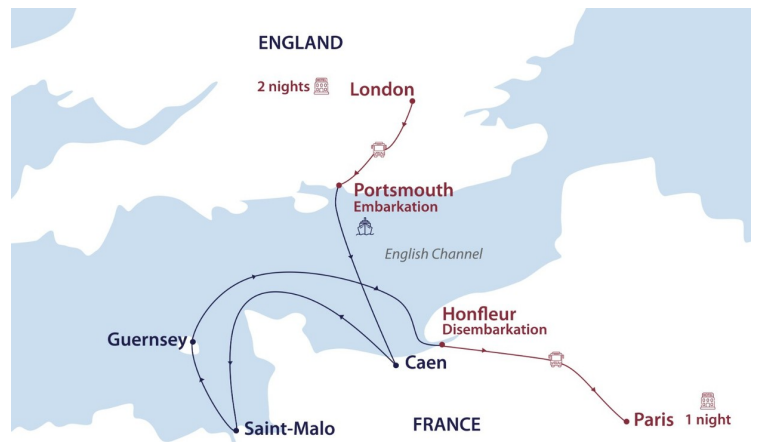 ENGLAND
2 nights
London
Portsmouth
Embarkation
English Channel
Honfleur
Disembarkation
Guernsey
Caen
Paris
1 night
Saint-Malo
FRANCE